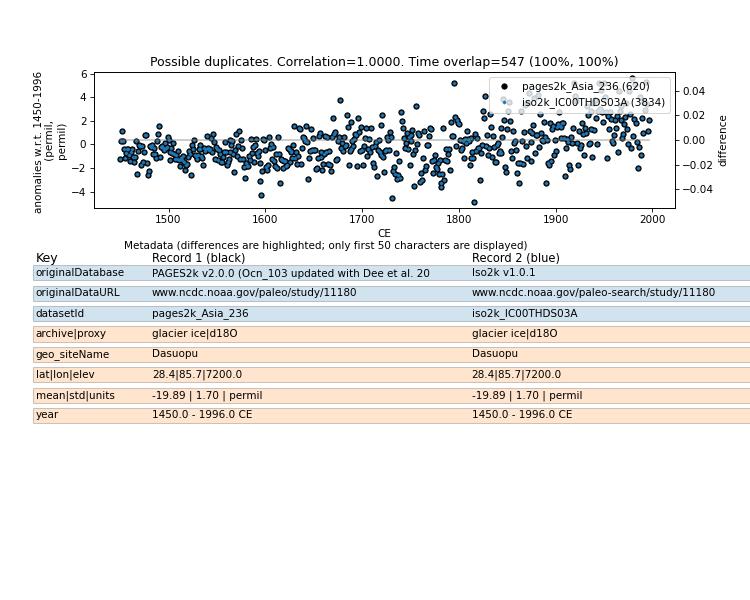 Possible duplicates. Correlation=1.0000. Time overlap=547 (100%, 100%)
anomalies w.r.t. 1450-1996
(permil,
permil)
6
4
2
0
−2
−4
pages2k_Asia_236 (620)
iso2k_IC00THDS03A (3834)
0.04
0.02
0.00
−0.02
−0.04
difference
1500 1600 1700 1800 1900 2000
CE
Metadata (differences are highlighted; only first 50 characters are displayed)
Key Record 1 (black) Record 2 (blue)
originalDatabase PAGES2k v2.0.0 (Ocn_103 updated with Dee et al. 20 Iso2k v1.0.1
originalDataURL www.ncdc.noaa.gov/paleo/study/11180 www.ncdc.noaa.gov/paleo-search/study/11180
datasetId pages2k_Asia_236 iso2k_IC00THDS03A
archive|proxy glacier ice|d18O glacier ice|d18O
geo_siteName Dasuopu Dasuopu
lat|lon|elev 28.4|85.7|7200.0 28.4|85.7|7200.0
mean|std|units -19.89 | 1.70 | permil -19.89 | 1.70 | permil
year 1450.0 - 1996.0 CE 1450.0 - 1996.0 CE